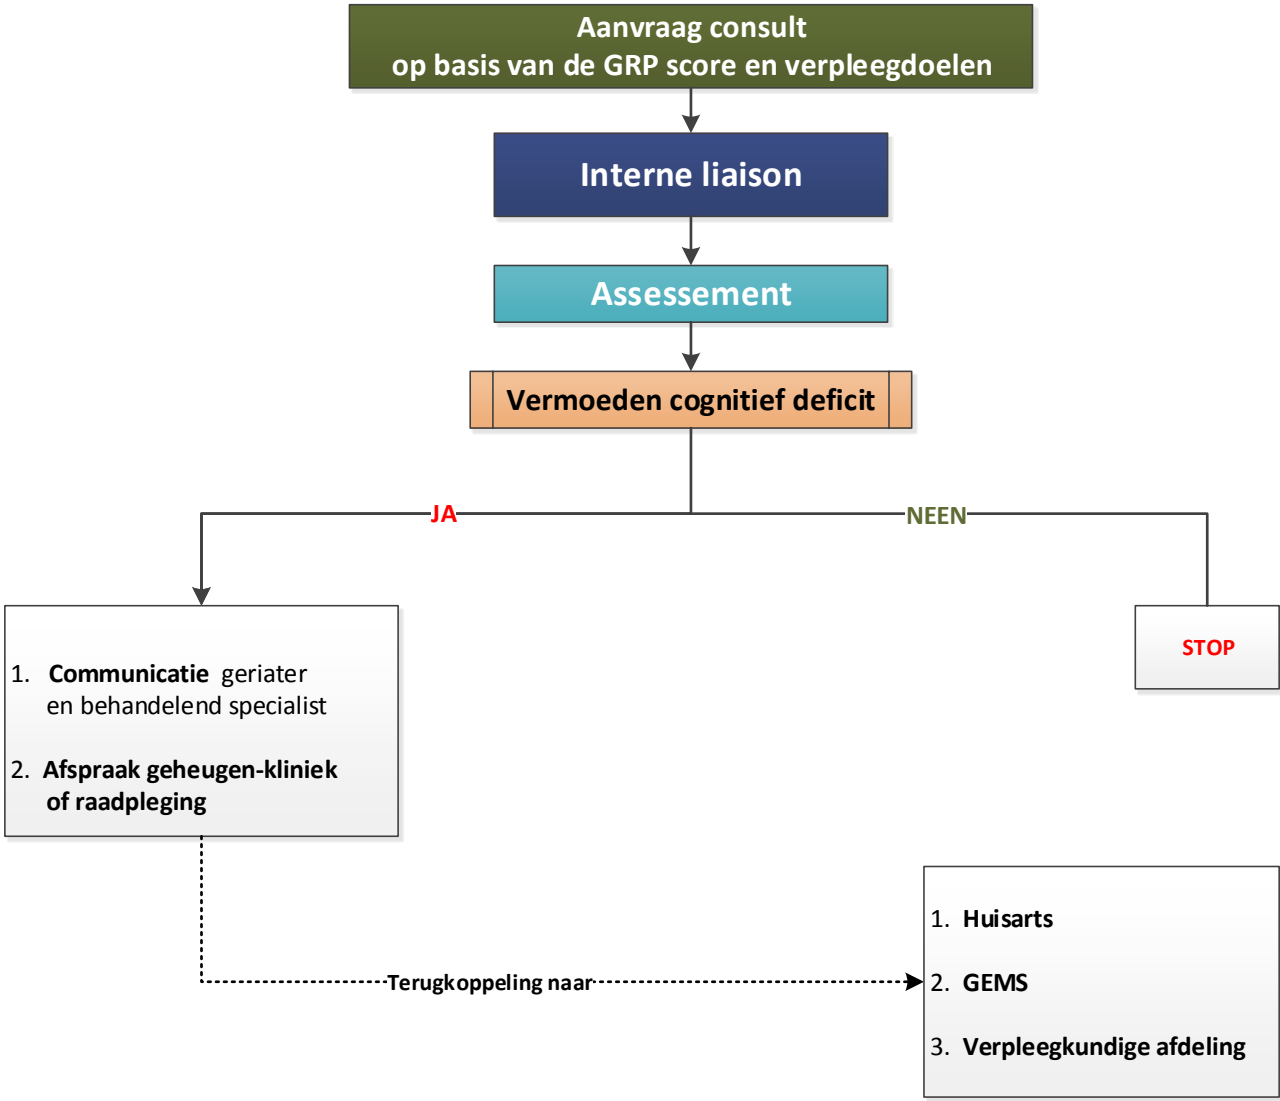 Aanvraag consult
op basis van de GRP score en verpleegdoelen
Interne liaison
Assessement
Vermoeden cognitief deficit
JA
NEEN
1. Communicatie geriater
en behandelend specialist
2. Afspraak geheugen-kliniek
of raadpleging
STOP
1. Huisarts
2. GEMS
3. Verpleegkundige afdeling
Terugkoppeling naar